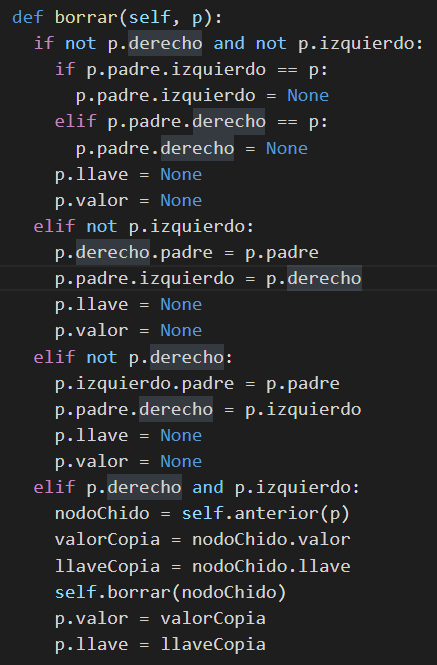 def borrar(self, p):
  if not p.derecho and not p.izquierdo:
    if p.padre.izquierdo == p:
      p.padre.izquierdo = None
    elif p.padre.derecho == p:
      p.padre.derecho = None
    p.llave = None
    p.valor = None
  elif not p.izquierdo:
    p.derecho.padre = p.padre
    p.padre.izquierdo = p.derecho
    p.llave = None
    p.valor = None
  elif not p.derecho:
    p.izquierdo.padre = p.padre
    p.padre.derecho = p.izquierdo
    p.llave = None
    p.valor = None
  elif p.derecho and p.izquierdo:
    nodoChido = self.anterior(p)
    valorCopia = nodoChido.valor
    llaveCopia = nodoChido.llave
    self.borrar(nodoChido)
    p.valor = valorCopia
    p.llave = llaveCopia